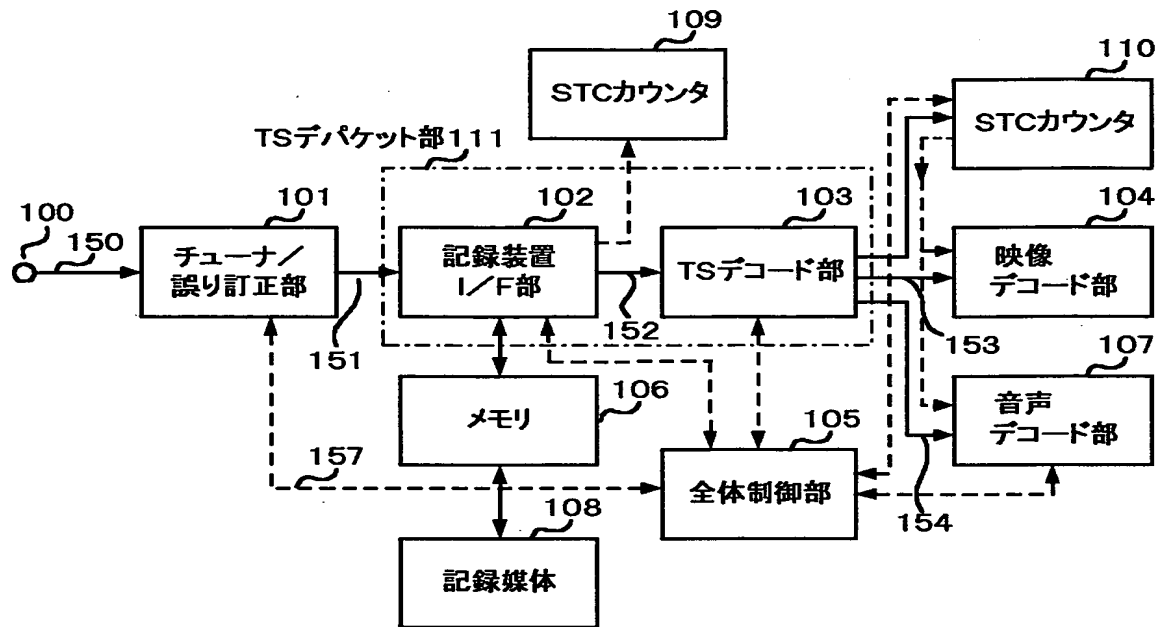 109
STCカウンタ
110
STCカウンタ
TSデパケット部111
100
150
101
チューナ/
誤り訂正部
151
102
記録装置
I/F部
152
103
TSデコード部
104
映像
デコード部
153
107
音声
デコード部
154
106
メモリ
105
全体制御部
157
108
記録媒体